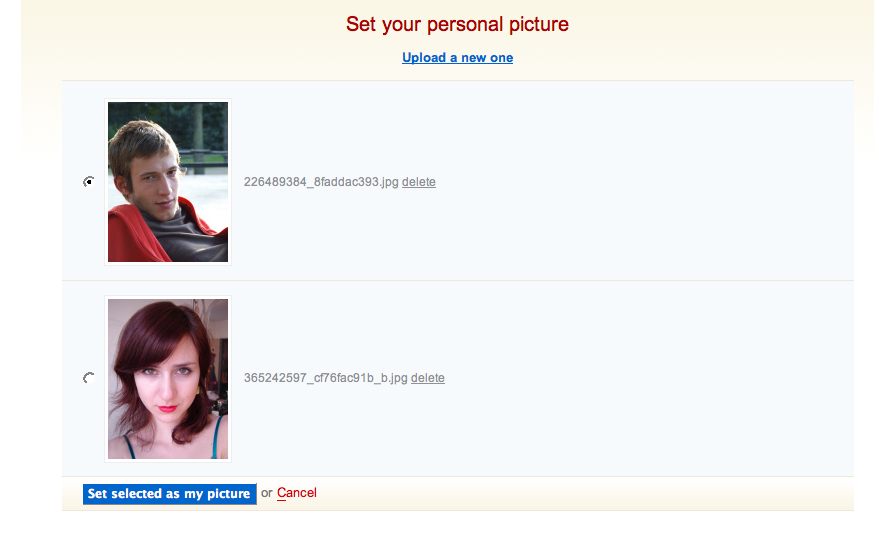 Set your personal picture
Upload a new one
226489384_8faddac393.jpg delete
365242597_cf76fac91b_b.jpg delete
Set selected as my picture or Cancel